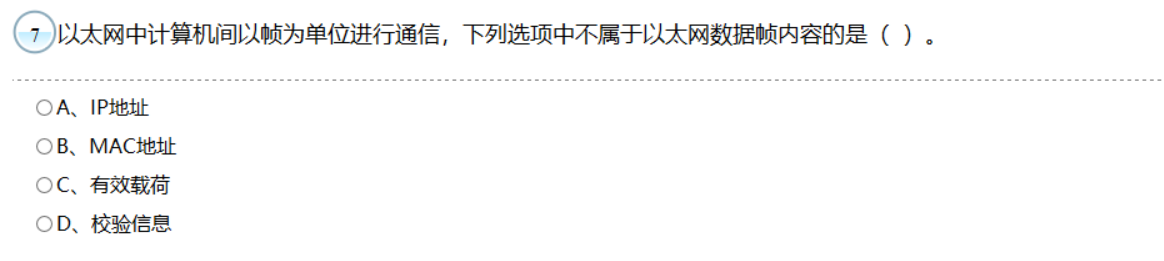 7 以太网中计算机间以帧为单位进行通信，下列选项中不属于以太网数据帧内容的是（ ）。
A、IP地址
B、MAC地址
C、有效载荷
D、校验信息